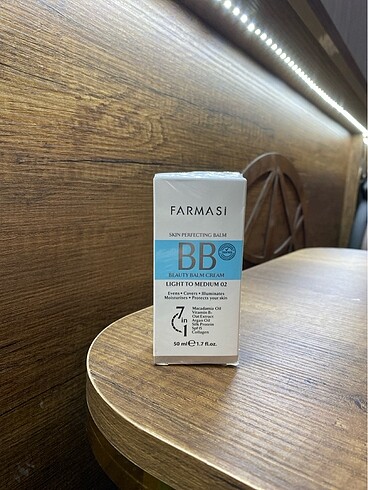 FARMASi
SKIN PERFECTING BALM
BB
BEAUTY BALM CREAM
LIGHT TO MEDIUM 02
Evens • Covers • Illuminates
Moisturizes • Protects your skin
7 in 1
Macadamia Oil
Vitamin B5
Oat Extract
Argan Oil
Silk Protein
Spf 15
Collagen
50 ml ℮ 1.7 fl.oz.